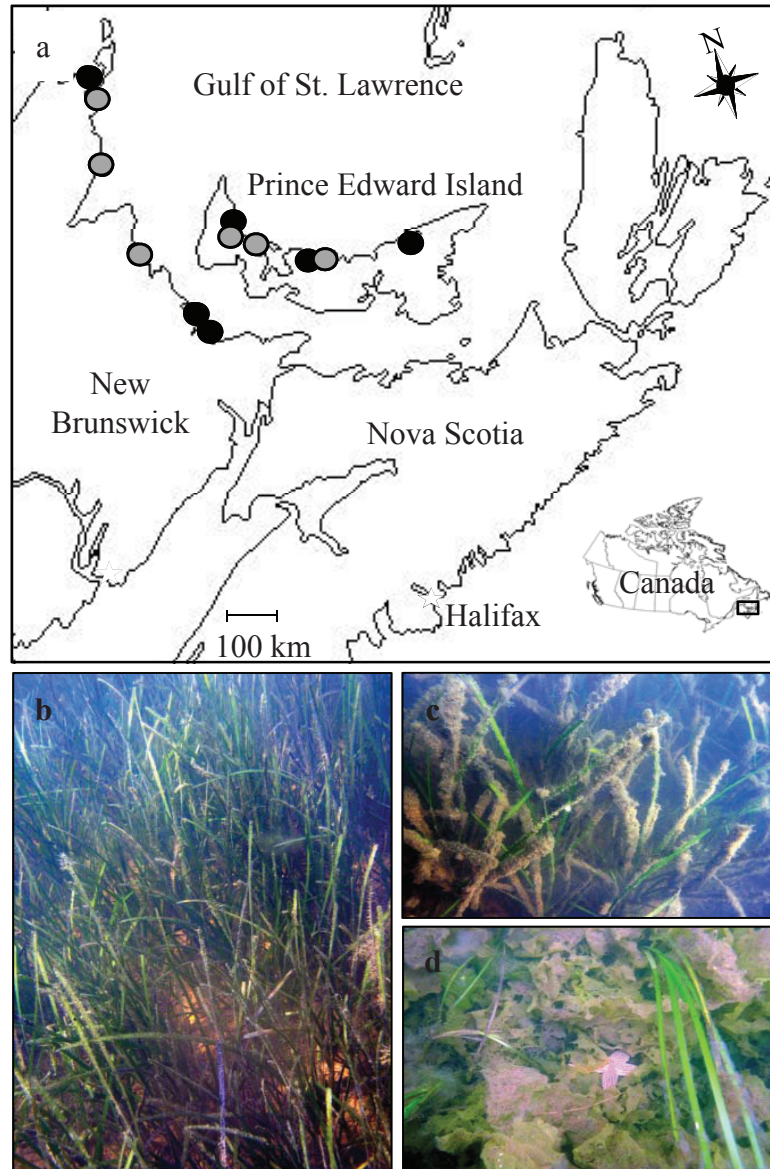 a
N
Gulf of St. Lawrence
Prince Edward Island
New
Brunswick
Nova Scotia
Canada
Halifax
100 km
b
c
d